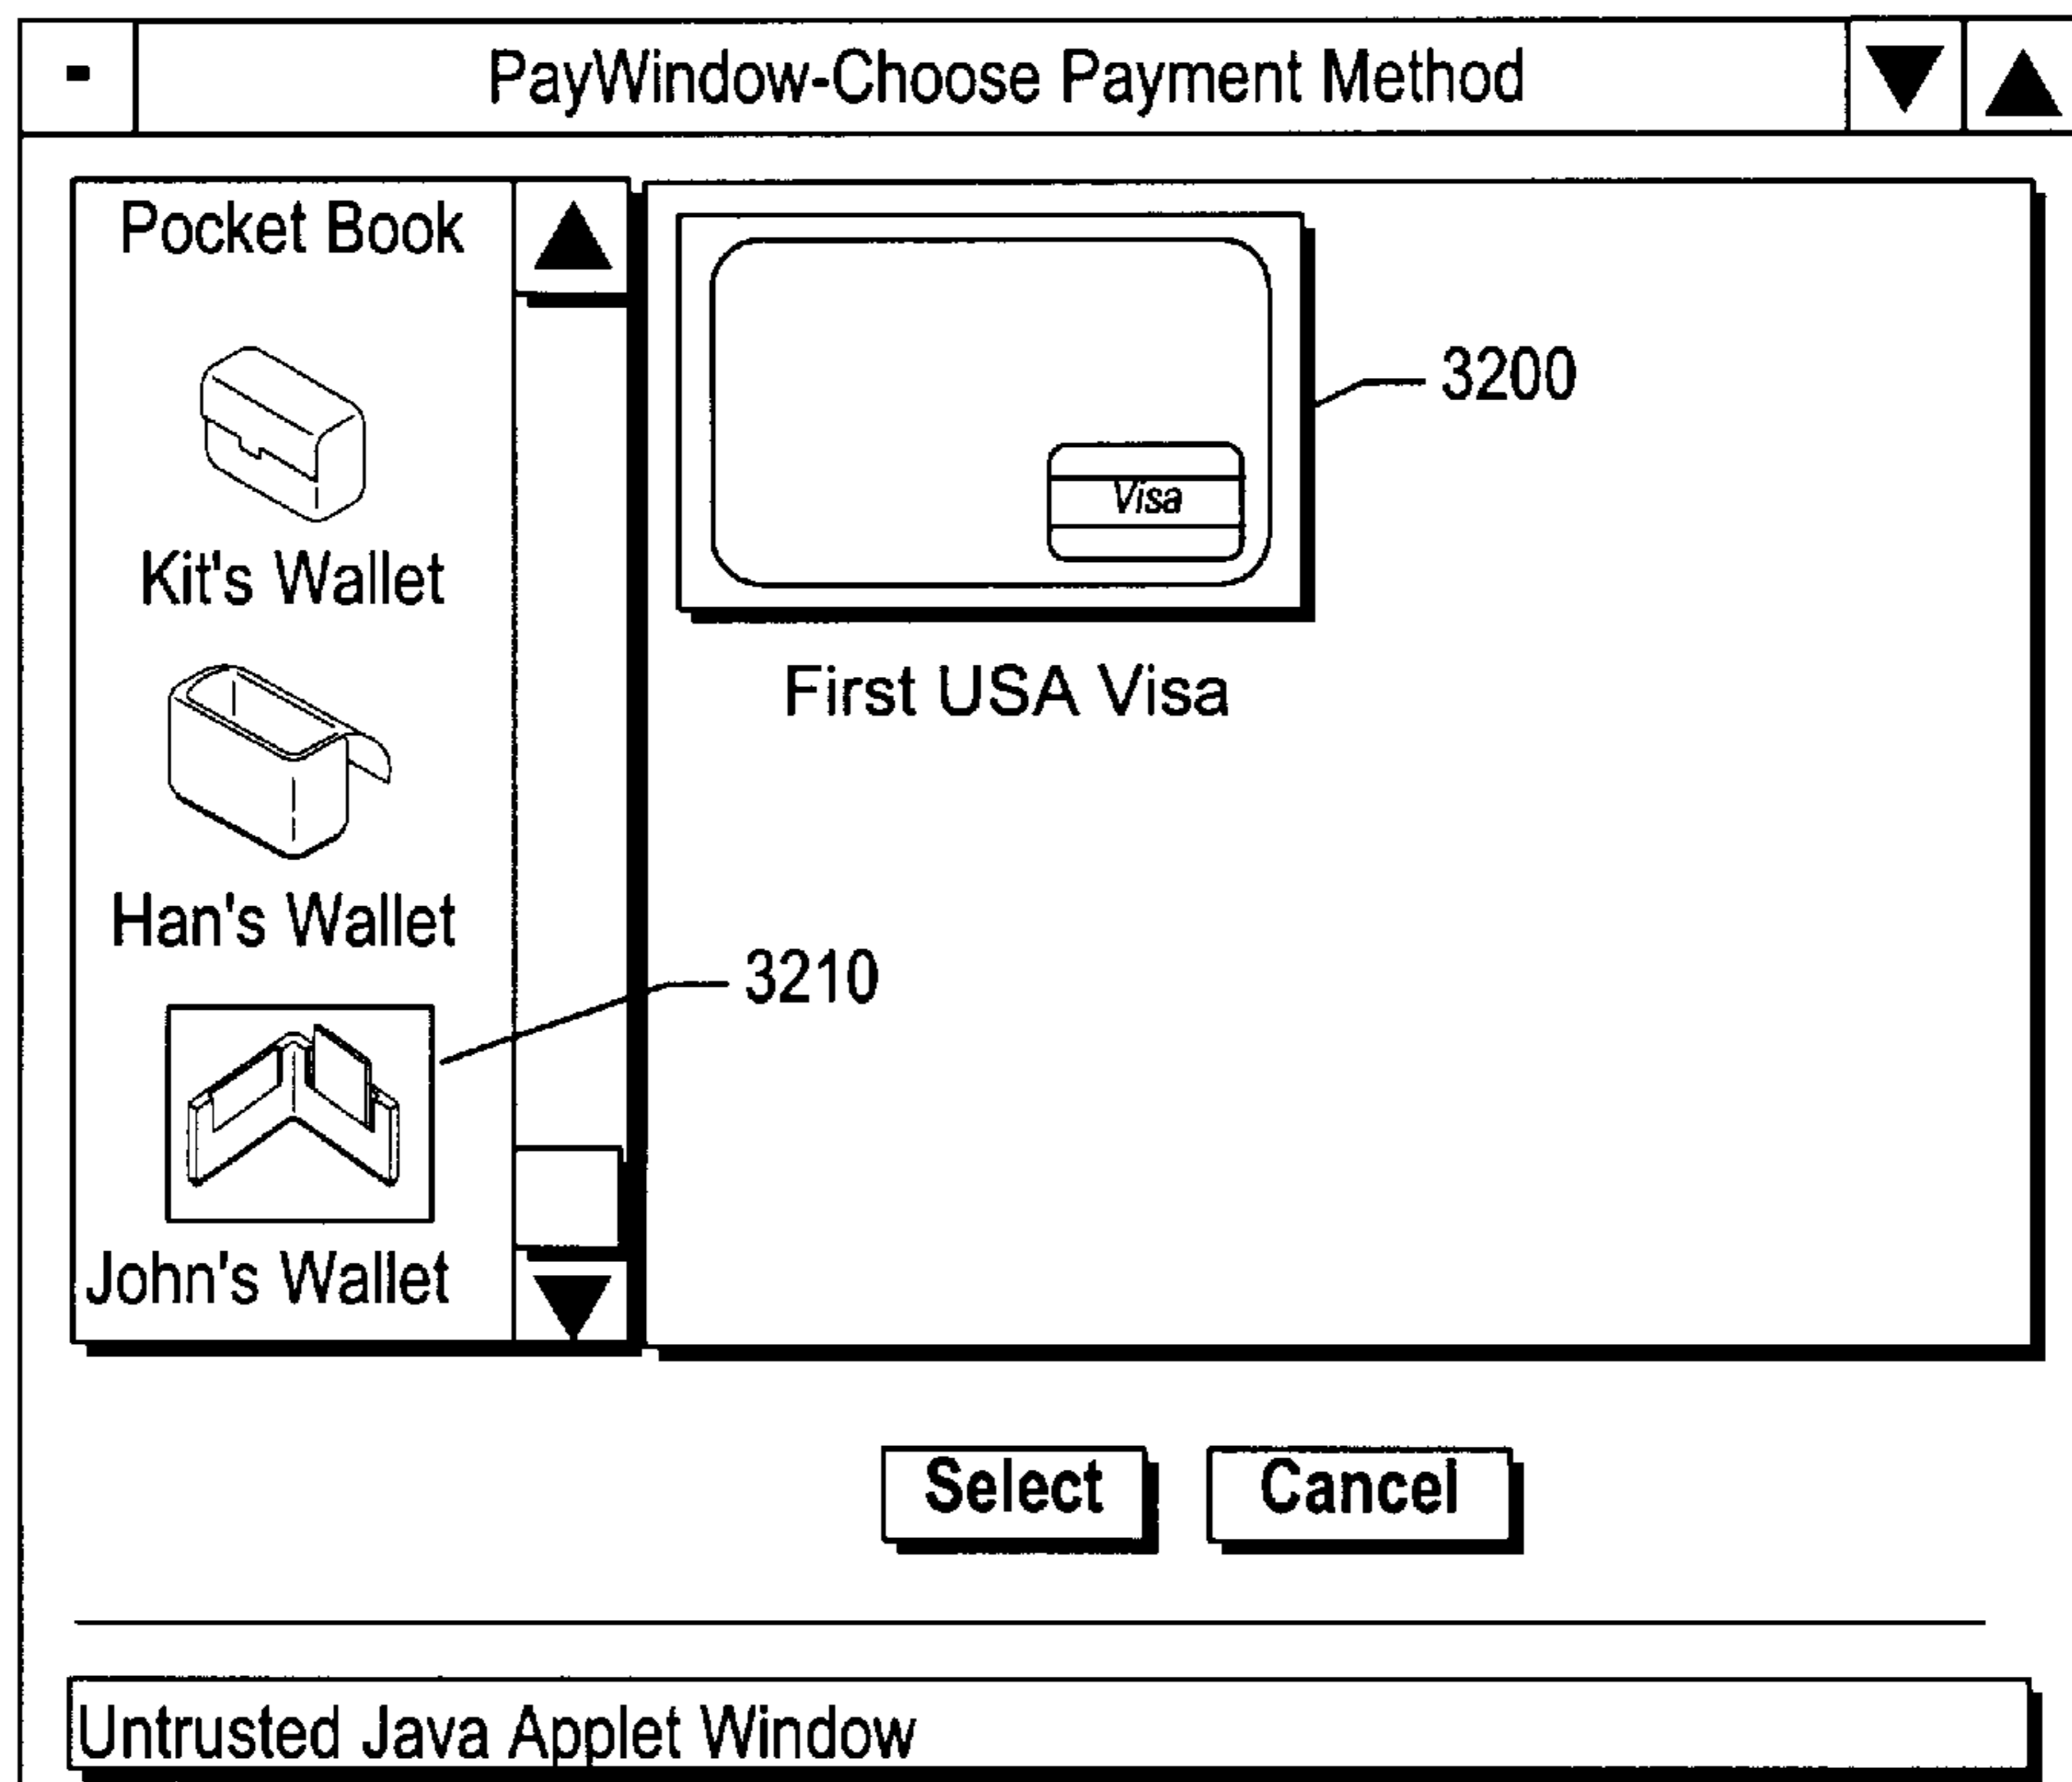 PayWindow-Choose Payment Method
Pocket Book
Kit's Wallet
Han's Wallet
John's Wallet
3210
Visa
3200
First USA Visa
Select
Cancel
Untrusted Java Applet Window